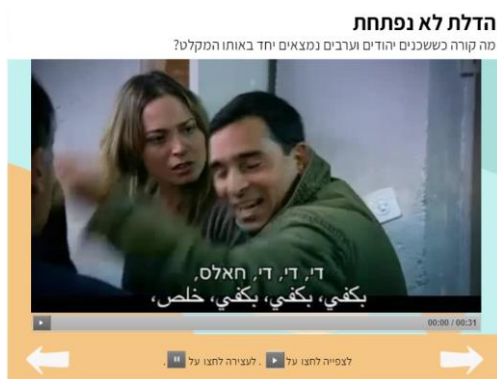 הדלת לא נפתחת
מה קורה כששכנים יהודים וערבים נמצאים יחד באותו המקלט?
די, די, די, חאלס,
بكفي، بكفي، بكفي، خلص،
00:00 / 00:31
לצפייה לחצו על . לעצירה לחצו על .